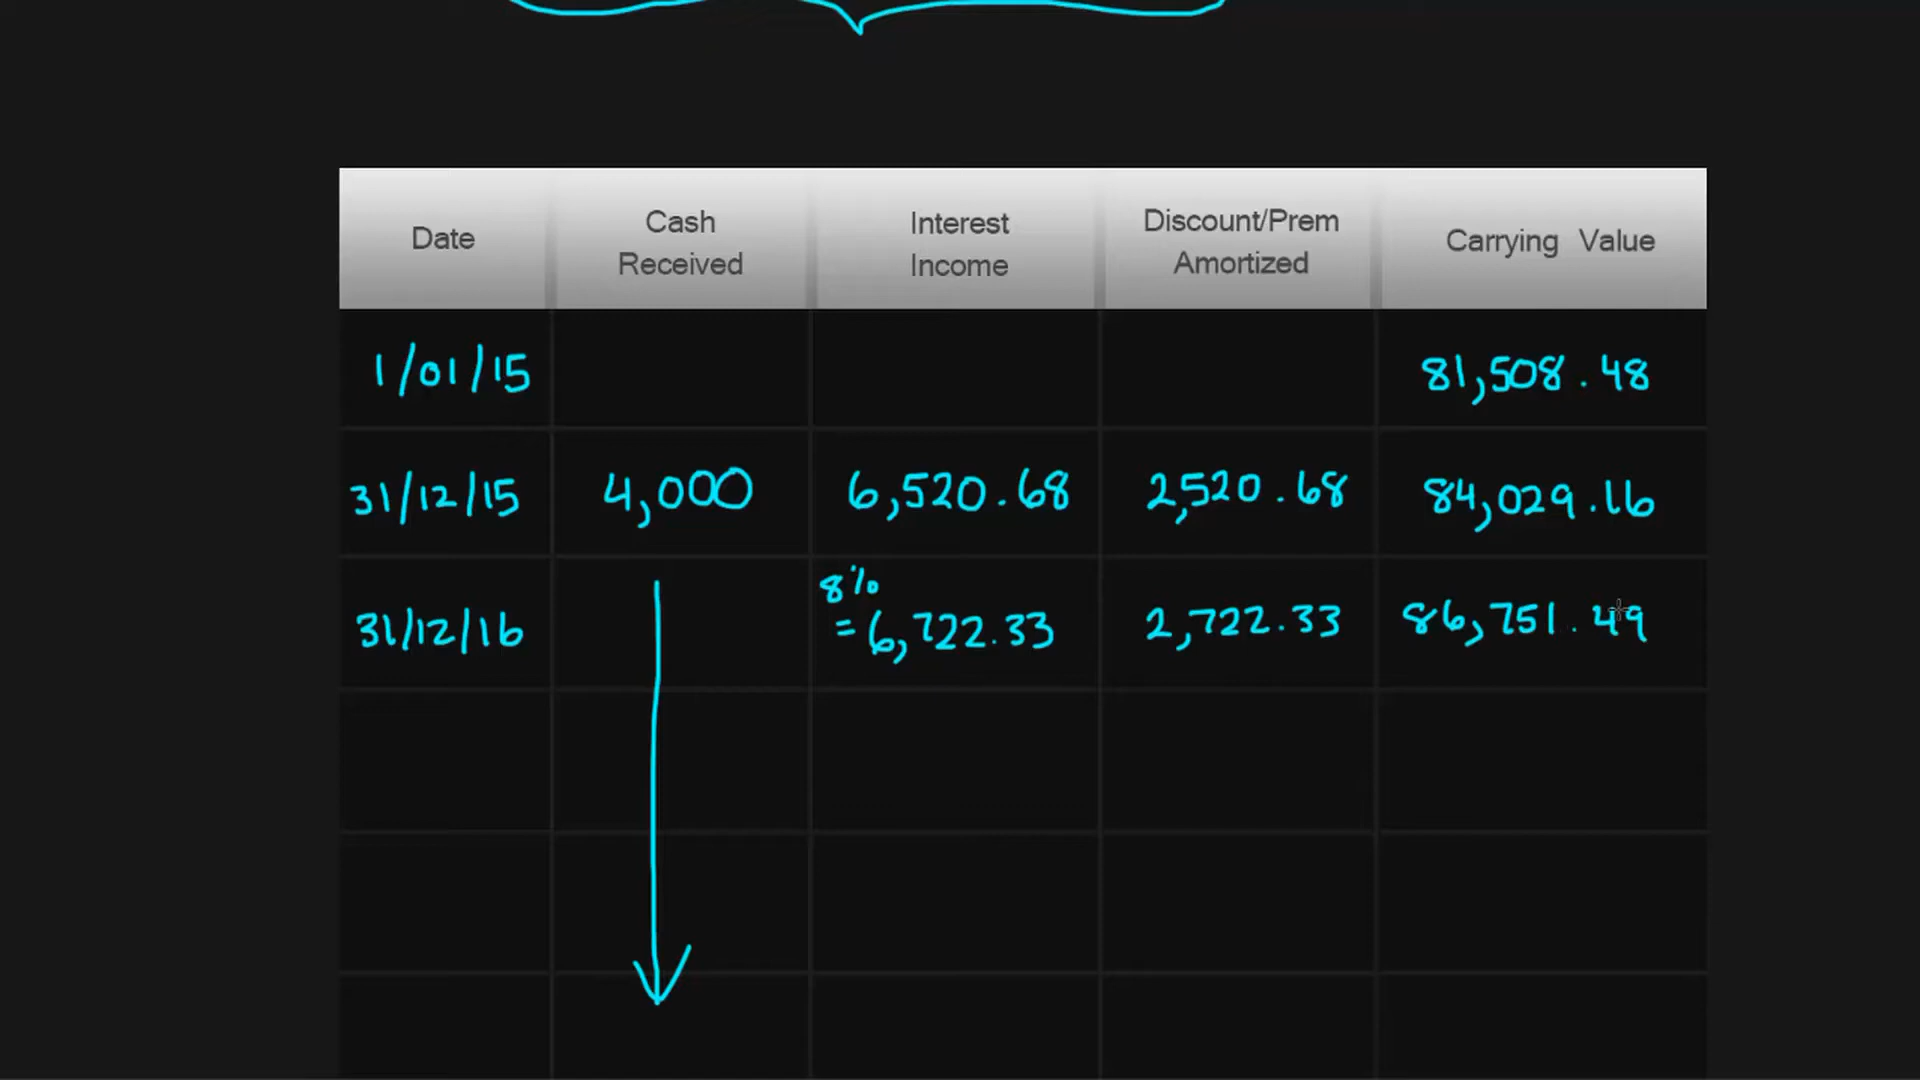 Date Cash Received Interest Income Discount/Prem Amortized Carrying Value
1/01/15 81,508.48
31/12/15 4,000 6,520.68 2,520.68 84,029.16
31/12/16 8% = 6,722.33 2,722.33 86,751.49